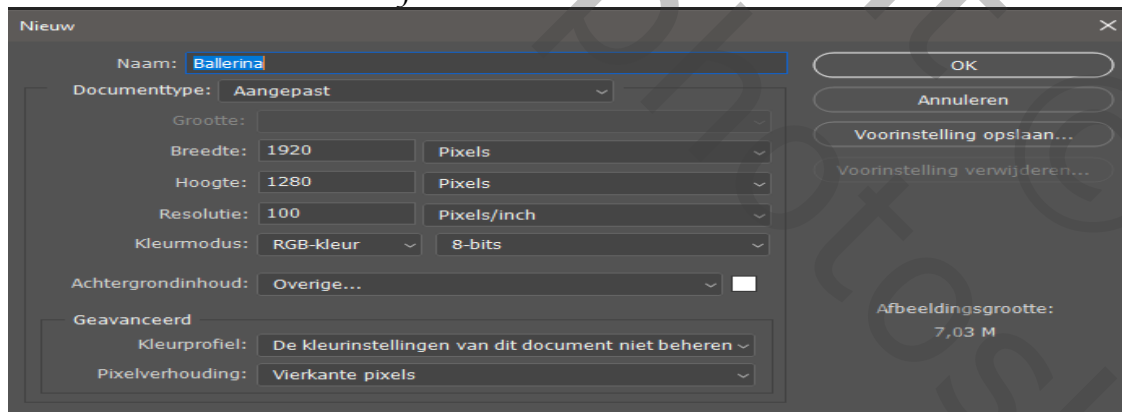 Nieuw
Naam: Ballerina
OK
Documenttype: Aangepast
Annuleren
Grootte:
Voorinstelling opslaan...
Breedte: 1920 Pixels
Voorinstelling verwijderen...
Hoogte: 1280 Pixels
Resolutie: 100 Pixels/inch
Kleurmodus: RGB-kleur 8-bits
Achtergrondinhoud: Overige...
Afbeeldingsgrootte:
7,03 M
Geavanceerd
Kleurprofiel: De kleurinstellingen van dit document niet beheren
Pixelverhouding: Vierkante pixels